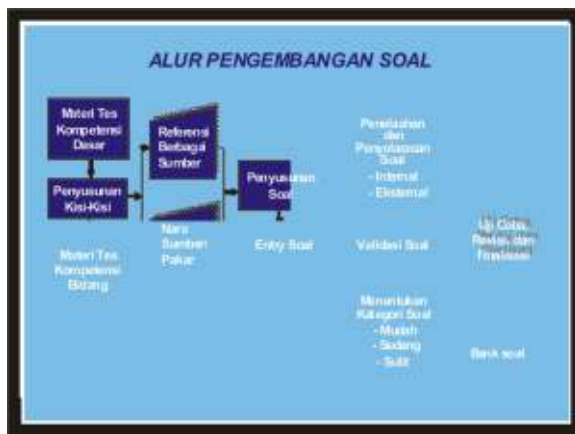 ALUR PENGEMBANGAN SOAL
Materi Tes
Kompetensi
Dasar
Penyusunan
Kisi-Kisi
Materi Tes
Kompetensi
Bidang
Referensi
Berbagai
Sumber
Nara
Sumber/
Pakar
Penyusunan
Soal
Entry Soal
Penelaahan
dan
Penyelarasan
Soal
- Internal
- Eksternal
Validasi Soal
Menentukan
Kategori Soal
- Mudah
- Sedang
- Sulit
Uji Coba,
Revisi, dan
Finalisasi
Bank soal